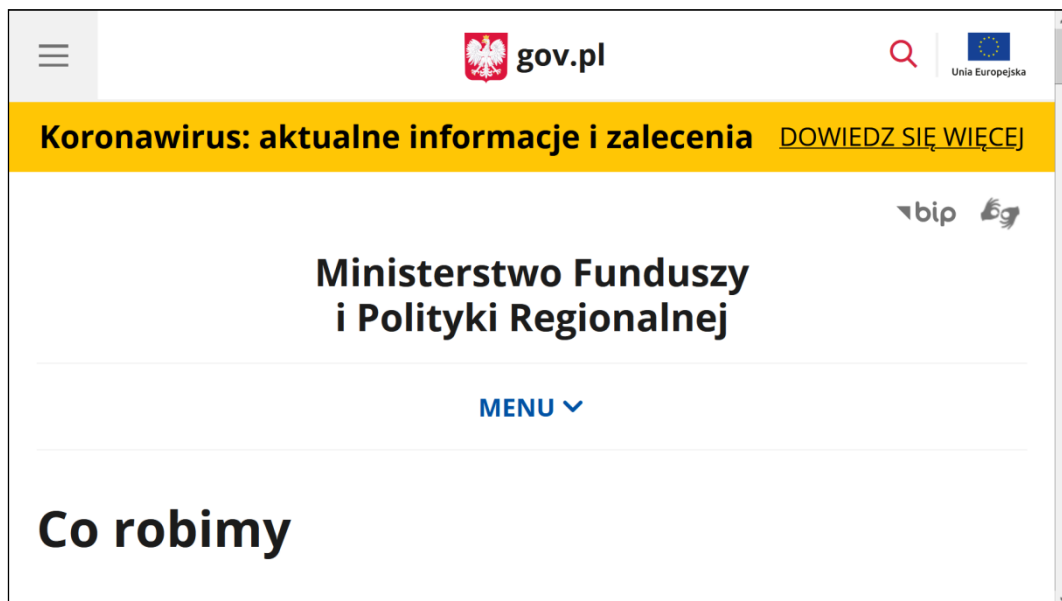 gov.pl
Unia Europejska
Koronawirus: aktualne informacje i zalecenia DOWIEDZ SIĘ WIĘCEJ
bip
Ministerstwo Funduszy
i Polityki Regionalnej
MENU
Co robimy